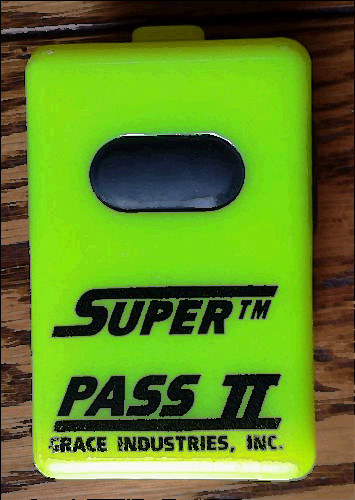 SUPER™
PASS II
GRACE INDUSTRIES, INC.